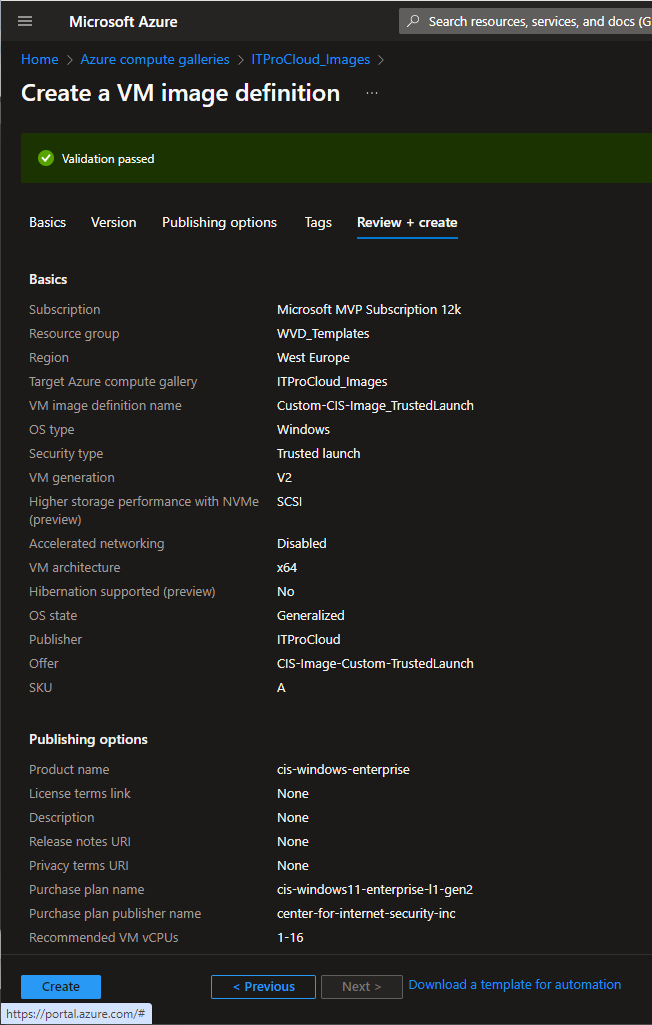 Microsoft Azure
Search resources, services, and docs (G
Home > Azure compute galleries > ITProCloud_Images >
Create a VM image definition ...
Validation passed
Basics Version Publishing options Tags Review + create
Basics
Subscription Microsoft MVP Subscription 12k
Resource group WVD_Templates
Region West Europe
Target Azure compute gallery ITProCloud_Images
VM image definition name Custom-CIS-Image_TrustedLaunch
OS type Windows
Security type Trusted launch
VM generation V2
Higher storage performance with NVMe SCSI
(preview)
Accelerated networking Disabled
VM architecture x64
Hibernation supported (preview) No
OS state Generalized
Publisher ITProCloud
Offer CIS-Image-Custom-TrustedLaunch
SKU A
Publishing options
Product name cis-windows-enterprise
License terms link None
Description None
Release notes URI None
Privacy terms URI None
Purchase plan name cis-windows11-enterprise-l1-gen2
Purchase plan publisher name center-for-internet-security-inc
Recommended VM vCPUs 1-16
Create < Previous Next > Download a template for automation
https://portal.azure.com/#